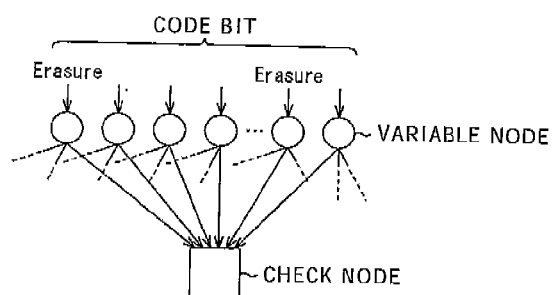 CODE BIT
Erasure Erasure
...
VARIABLE NODE
CHECK NODE